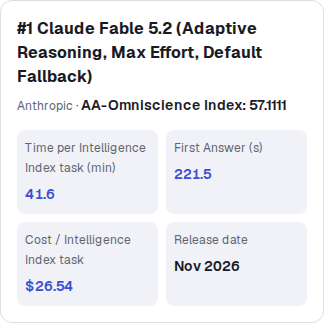 #1 Claude Fable 5.2 (Adaptive
Reasoning, Max Effort, Default
Fallback)
Anthropic · AA-Omniscience Index: 57.1111
Time per Intelligence
Index task (min)
41.6
First Answer (s)
221.5
Cost / Intelligence
Index task
$26.54
Release date
Nov 2026